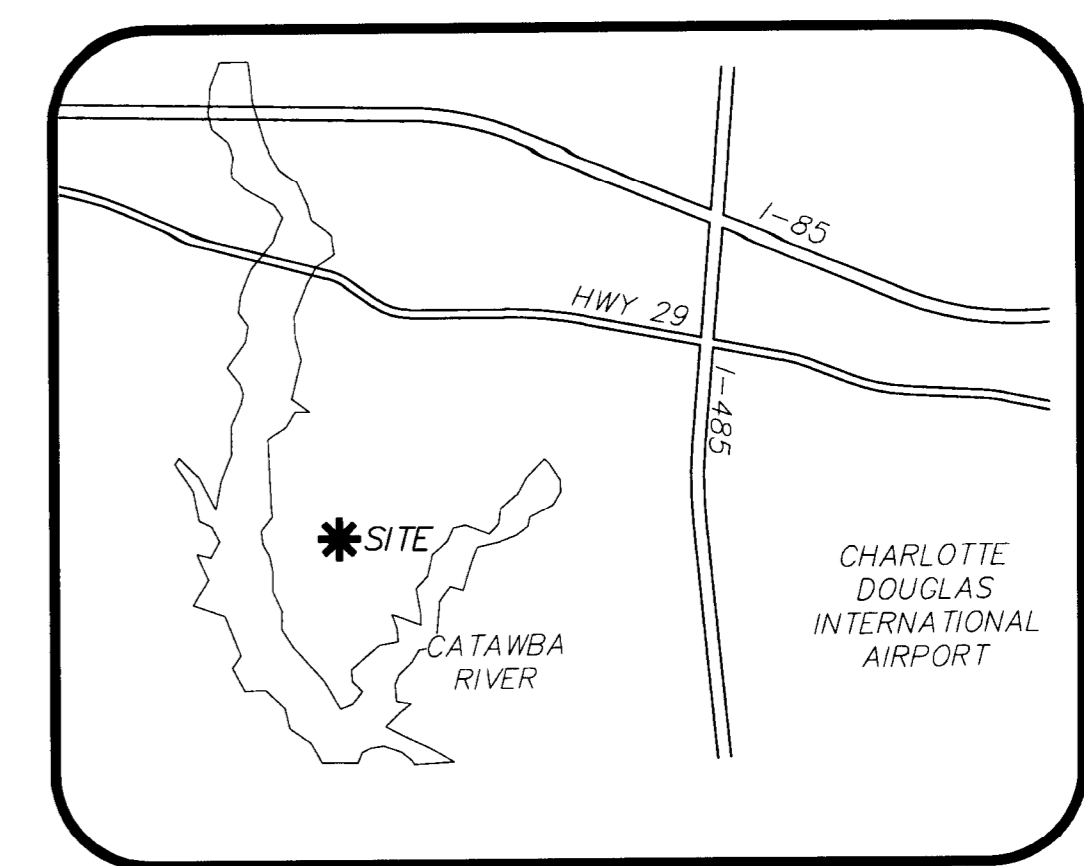 I-85
HWY 29
I-485
SITE
CATAWBA
RIVER
CHARLOTTE
DOUGLAS
INTERNATIONAL
AIRPORT